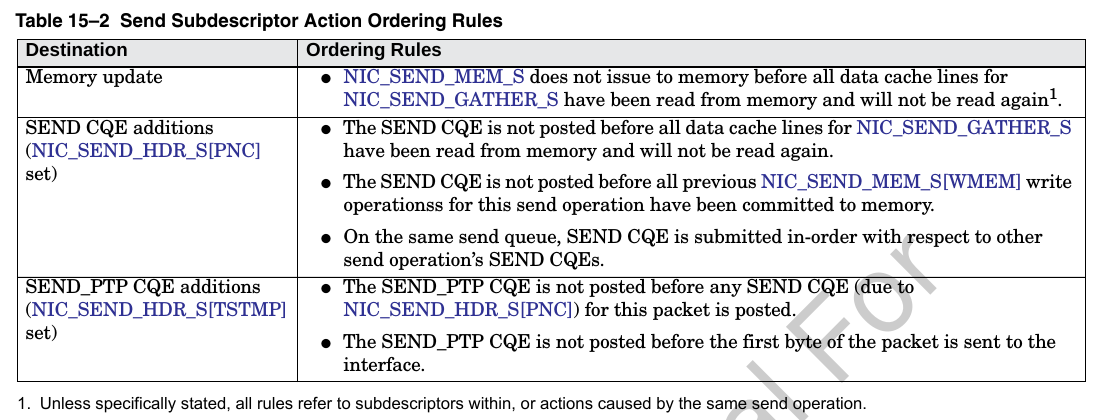 Table 15–2 Send Subdescriptor Action Ordering Rules
Destination Ordering Rules
Memory update
● NIC_SEND_MEM_S does not issue to memory before all data cache lines for
NIC_SEND_GATHER_S have been read from memory and will not be read again1.
SEND CQE additions
(NIC_SEND_HDR_S[PNC]
set)
● The SEND CQE is not posted before all data cache lines for NIC_SEND_GATHER_S
have been read from memory and will not be read again.
● The SEND CQE is not posted before all previous NIC_SEND_MEM_S[WMEM] write
operationss for this send operation have been committed to memory.
● On the same send queue, SEND CQE is submitted in-order with respect to other
send operation's SEND CQEs.
SEND_PTP CQE additions
(NIC_SEND_HDR_S[TSTMP]
set)
● The SEND_PTP CQE is not posted before any SEND CQE (due to
NIC_SEND_HDR_S[PNC]) for this packet is posted.
● The SEND_PTP CQE is not posted before the first byte of the packet is sent to the
interface.
1. Unless specifically stated, all rules refer to subdescriptors within, or actions caused by the same send operation.
For